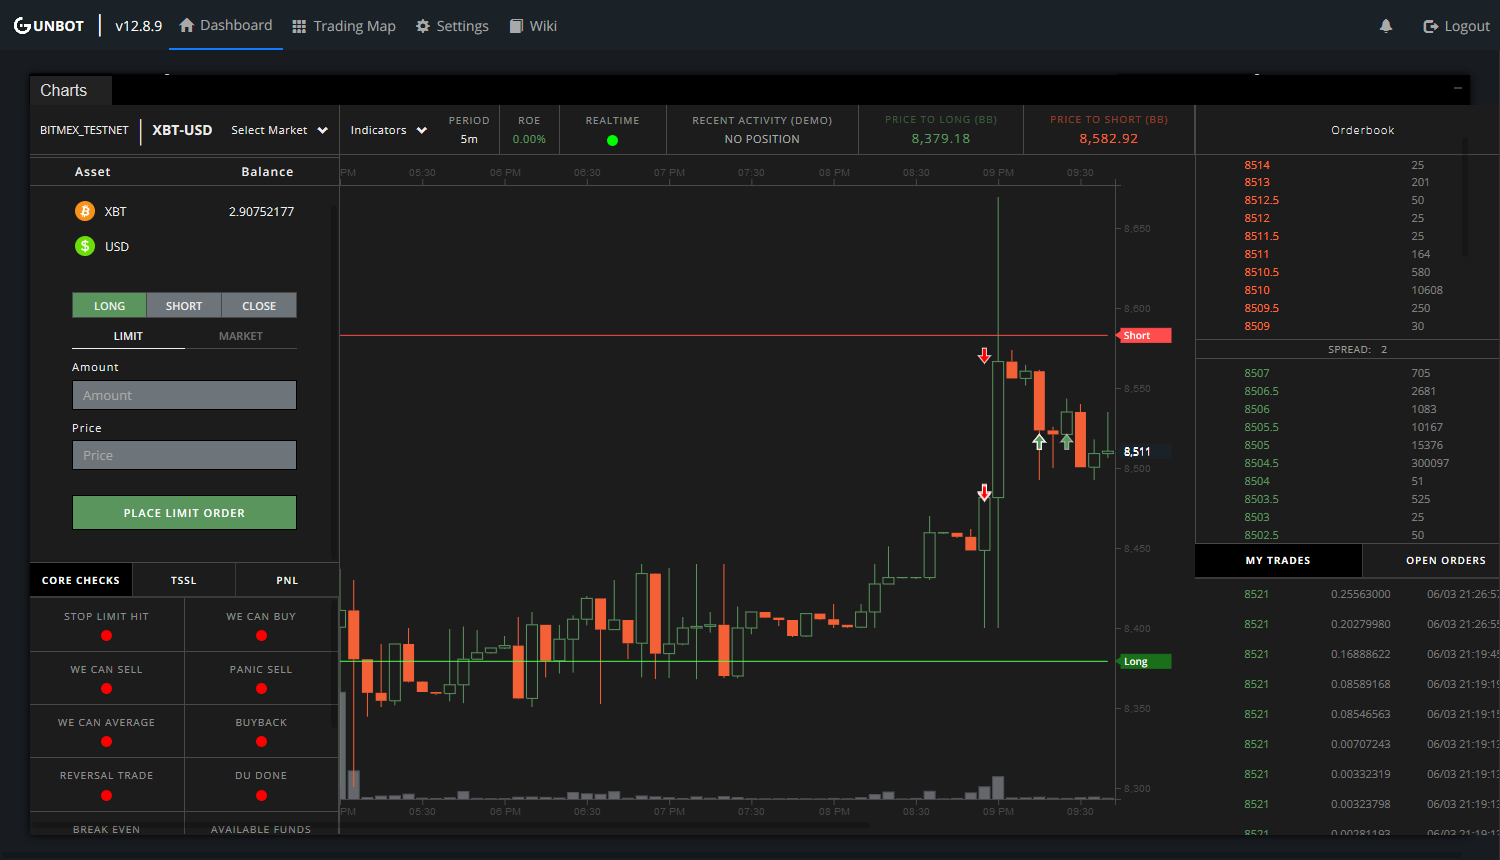 GUNBOT v12.8.9 Dashboard Trading Map Settings Wiki Logout
Charts
BITMEX_TESTNET XBT-USD Select Market Indicators
PERIOD
5m
ROE
0.00%
REALTIME
RECENT ACTIVITY (DEMO)
NO POSITION
PRICE TO LONG (BB)
8,379.18
PRICE TO SHORT (BB)
8,582.92
Orderbook
Asset Balance
XBT 2.90752177
USD
LONG SHORT CLOSE
LIMIT MARKET
Amount
Amount
Price
Price
PLACE LIMIT ORDER
CORE CHECKS TSSL PNL
STOP LIMIT HIT WE CAN BUY
WE CAN SELL PANIC SELL
WE CAN AVERAGE BUYBACK
REVERSAL TRADE DU DONE
BREAK EVEN AVAILABLE FUNDS
PM 05:30 06 PM 06:30 07 PM 07:30 08 PM 08:30 09 PM 09:30
8,650
8,600
Short
8,550
8,511
8,500
8,450
8,400
Long
8,350
8,300
PM 05:30 06 PM 06:30 07 PM 07:30 08 PM 08:30 09 PM 09:30
8514 25
8513 201
8512.5 50
8512 25
8511.5 25
8511 164
8510.5 580
8510 10608
8509.5 250
8509 30
SPREAD: 2
8507 705
8506.5 2681
8506 1083
8505.5 10167
8505 15376
8504.5 300097
8504 51
8503.5 525
8503 25
8502.5 50
MY TRADES OPEN ORDERS
8521 0.25563000 06/03 21:26:57
8521 0.20279980 06/03 21:26:55
8521 0.16888622 06/03 21:19:45
8521 0.08589168 06/03 21:19:19
8521 0.08546563 06/03 21:19:15
8521 0.00707243 06/03 21:19:13
8521 0.00332319 06/03 21:19:13
8521 0.00323798 06/03 21:19:13
8521 0.00281193 06/03 21:19:13